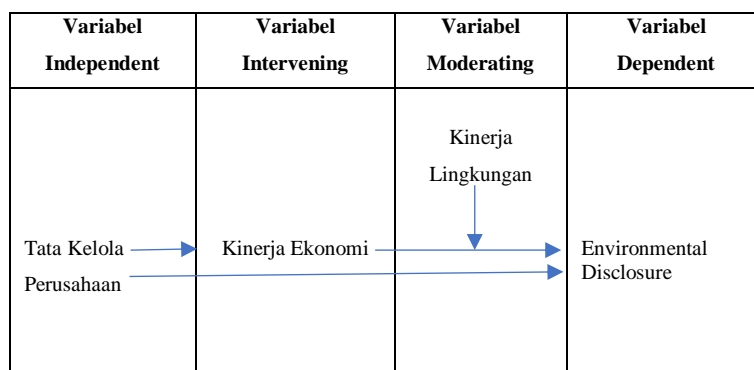 Variabel
Independent
Variabel
Intervening
Variabel
Moderating
Variabel
Dependent
Kinerja
Lingkungan
Tata Kelola
Perusahaan
Kinerja Ekonomi
Environmental
Disclosure